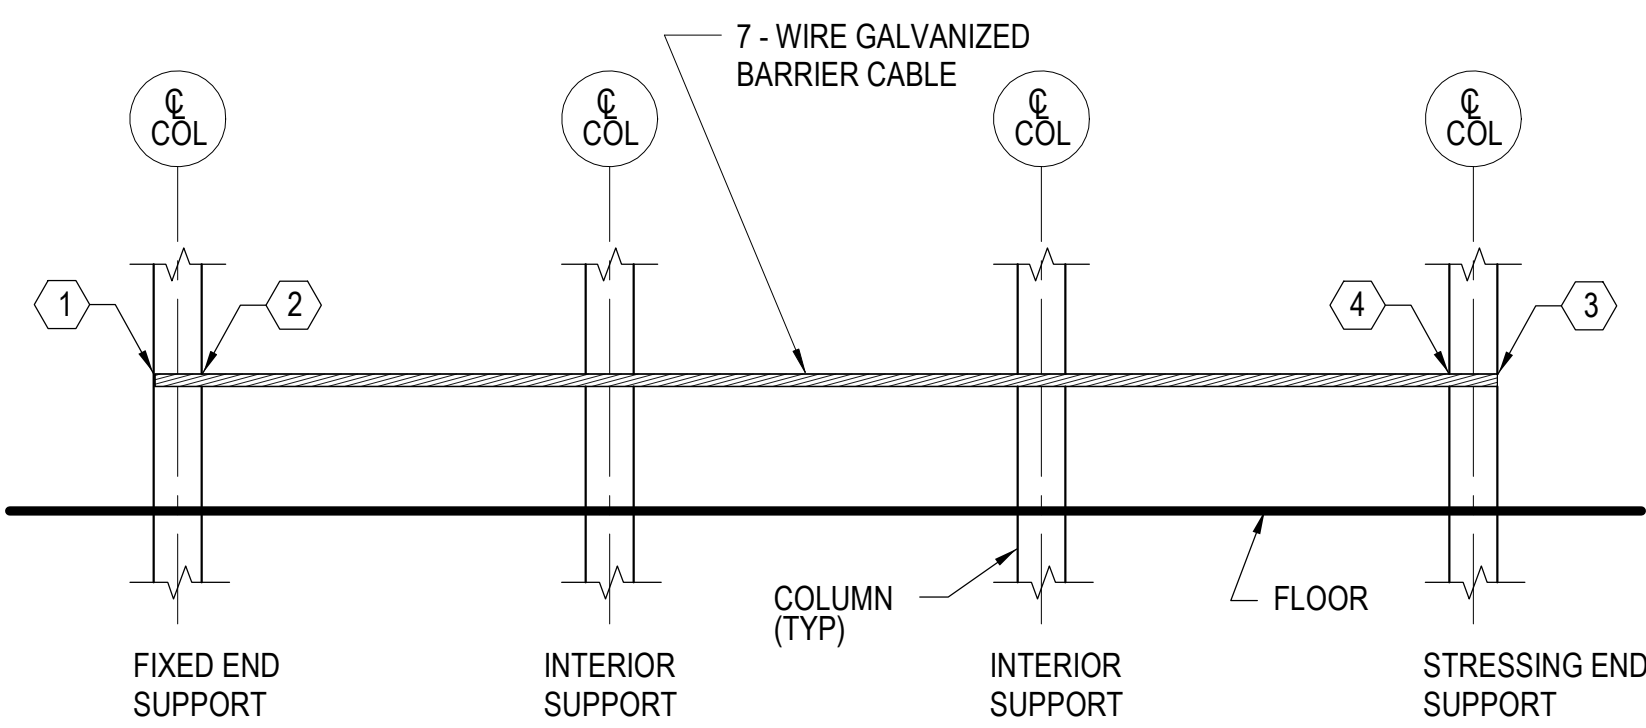 7 - WIRE GALVANIZED
BARRIER CABLE
℄
COL
℄
COL
℄
COL
℄
COL
1
2
4
3
COLUMN
(TYP)
FLOOR
FIXED END
SUPPORT
INTERIOR
SUPPORT
INTERIOR
SUPPORT
STRESSING END
SUPPORT